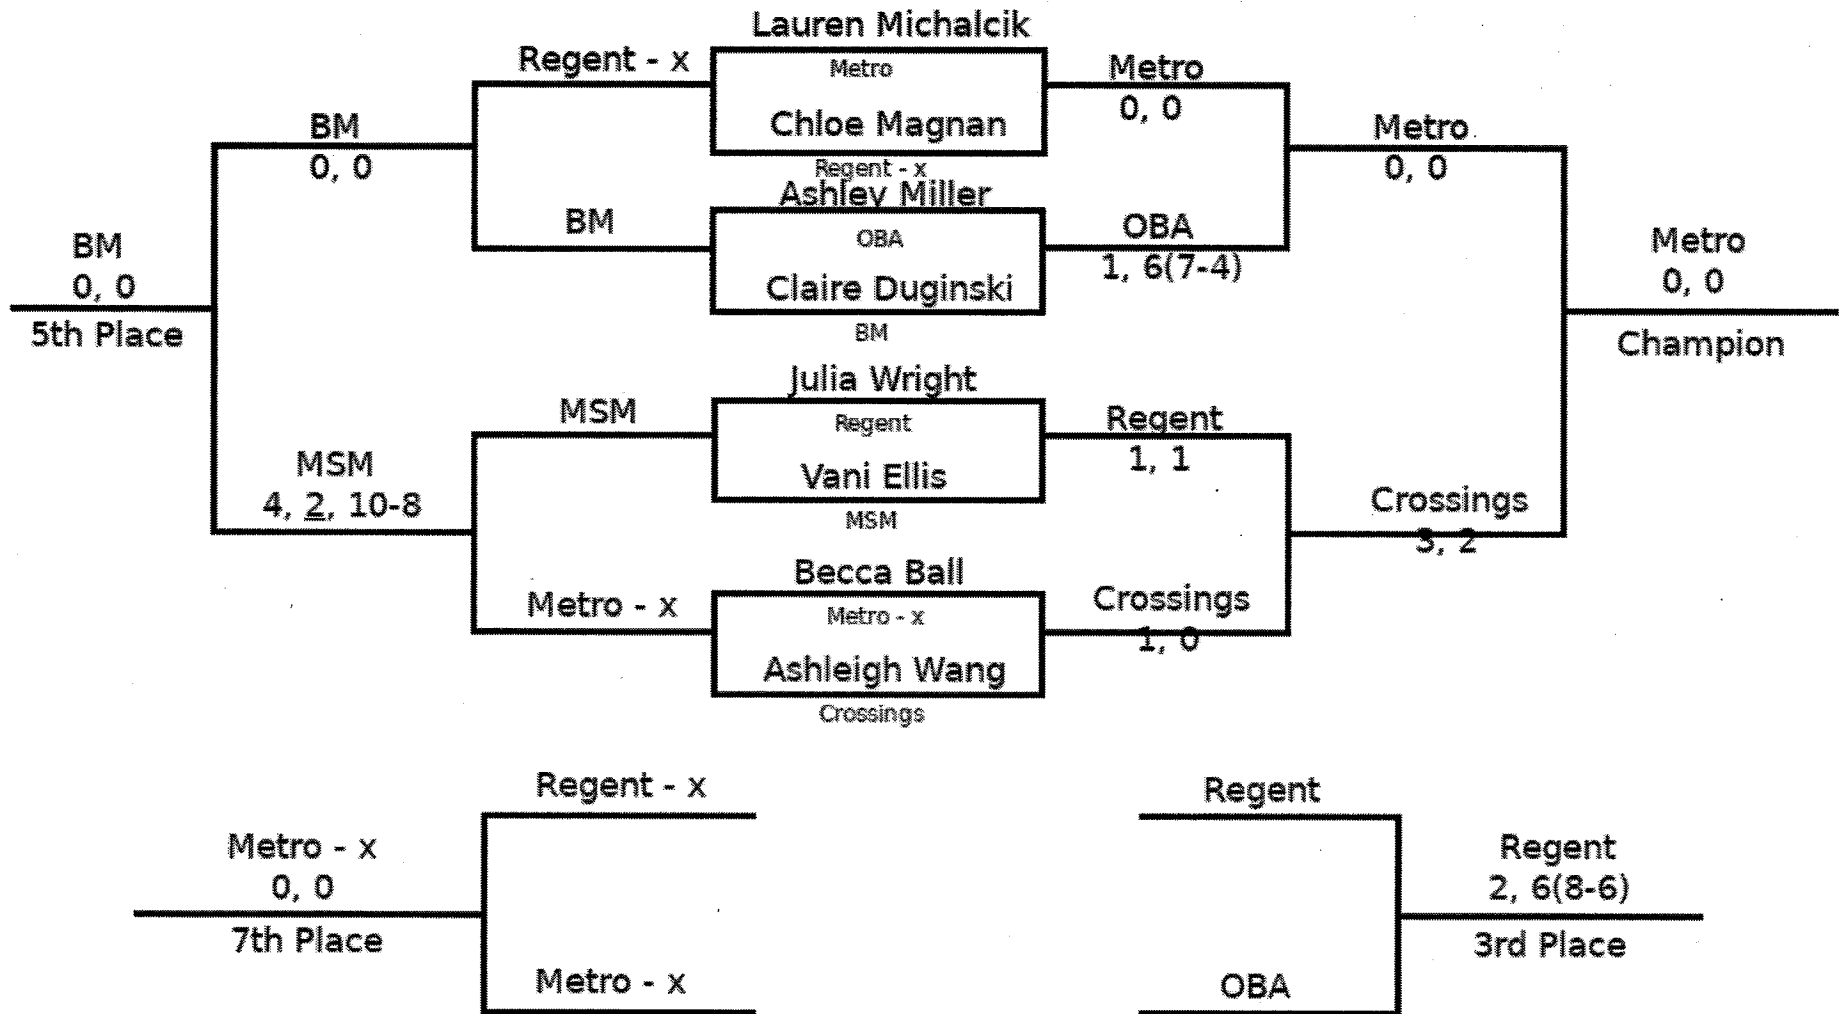 Lauren Michalcik
Regent - x
Metro
Metro
Chloe Magnan
0, 0
BM
Metro
0, 0
Regent - x
0, 0
Ashley Miller
BM
OBA
OBA
1, 6(7-4)
Claire Duginski
BM
BM
0, 0
5th Place
Metro
0, 0
Champion
Julia Wright
MSM
Regent
Regent
1, 1
Vani Ellis
MSM
MSM
4, 2, 10-8
Crossings
3, 2
Becca Ball
Metro - x
Metro - x
Crossings
1, 0
Ashleigh Wang
Crossings
Regent - x
Metro - x
0, 0
7th Place
Metro - x
Regent
Regent
2, 6(8-6)
3rd Place
OBA